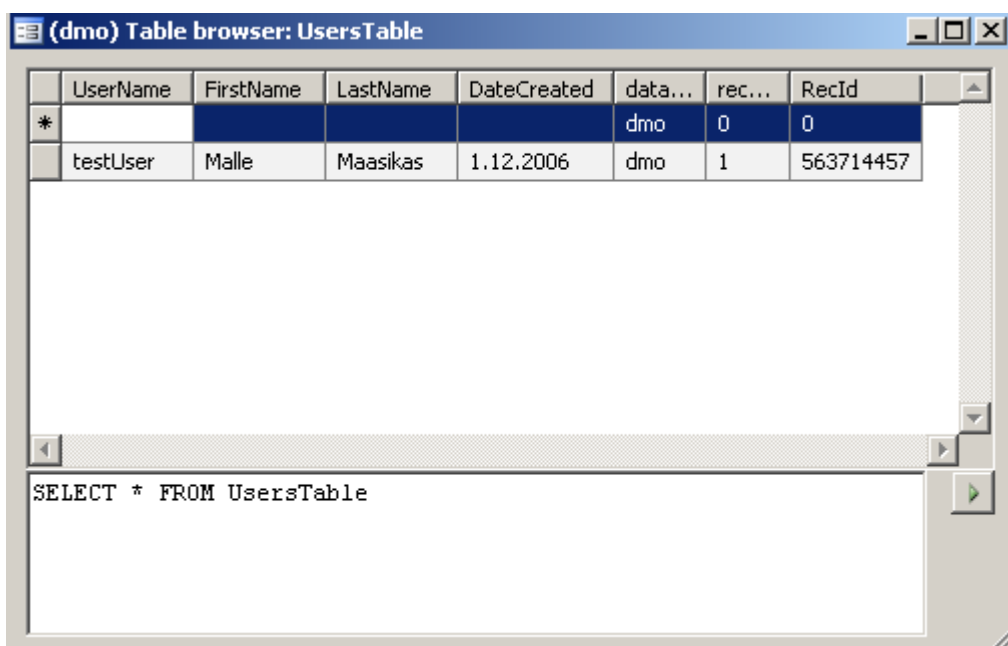 (dmo) Table browser: UsersTable
UserName FirstName LastName DateCreated data... rec... RecId
* dmo 0 0
testUser Malle Maasikas 1.12.2006 dmo 1 563714457
SELECT * FROM UsersTable